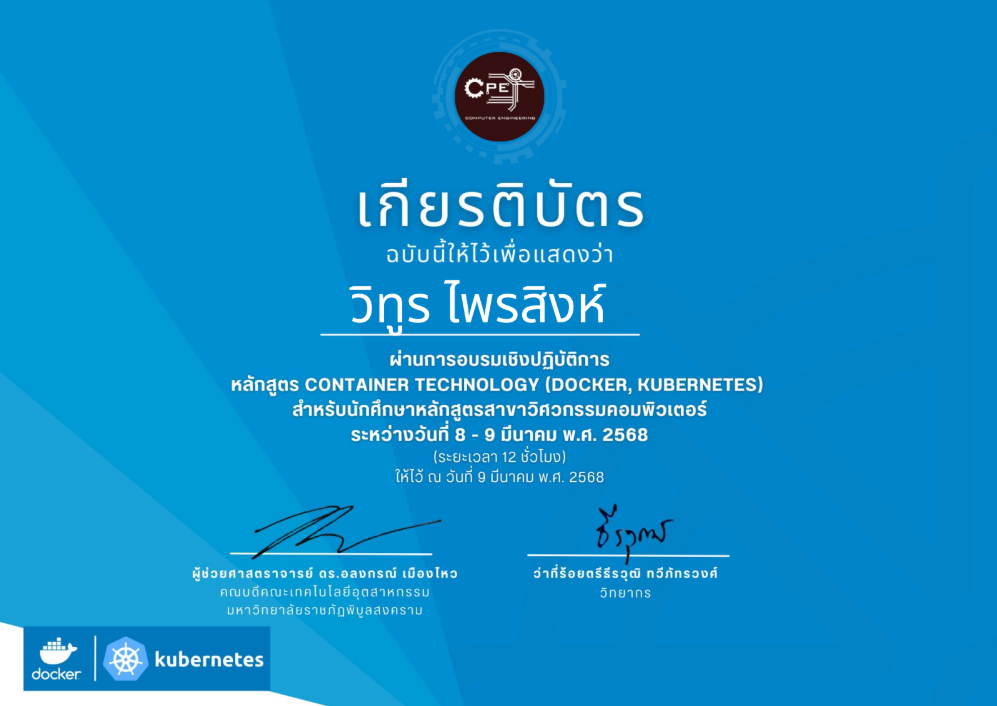 CPE
COMPUTER ENGINEERING
เกียรติบัตร
ฉบับนี้ให้ไว้เพื่อแสดงว่า
วิทูร ไพรสิงห์
ผ่านการอบรมเชิงปฏิบัติการ
หลักสูตร CONTAINER TECHNOLOGY (DOCKER, KUBERNETES)
สำหรับนักศึกษาหลักสูตรสาขาวิศวกรรมคอมพิวเตอร์
ระหว่างวันที่ 8 - 9 มีนาคม พ.ศ. 2568
(ระยะเวลา 12 ชั่วโมง)
ให้ไว้ ณ วันที่ 9 มีนาคม พ.ศ. 2568
ธีรวุฒิ
ผู้ช่วยศาสตราจารย์ ดร.อลงกรณ์ เมืองไหว
คณบดีคณะเทคโนโลยีอุตสาหกรรม
มหาวิทยาลัยราชภัฏพิบูลสงคราม
ว่าที่ร้อยตรีธีรวุฒิ ทวีภัทรวงศ์
วิทยากร
docker
kubernetes